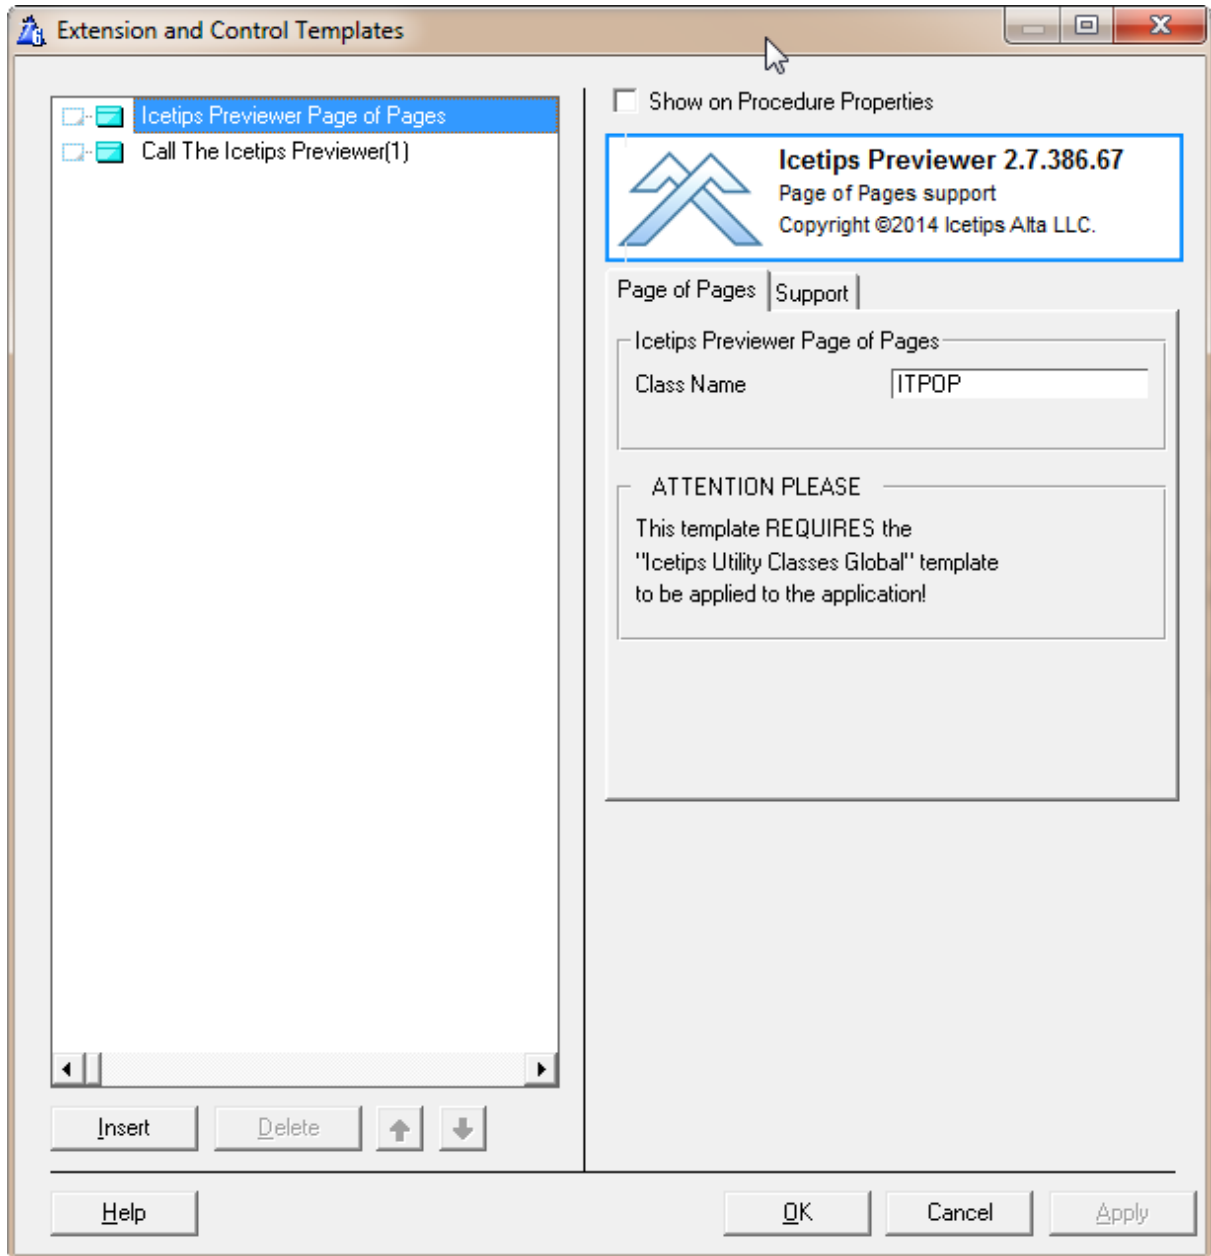 Extension and Control Templates
Icetips Previewer Page of Pages
Call The Icetips Previewer(1)
Insert
Delete
Show on Procedure Properties
Icetips Previewer 2.7.386.67
Page of Pages support
Copyright ©2014 Icetips Alta LLC.
Page of Pages
Support
Icetips Previewer Page of Pages
Class Name
ITPOP
ATTENTION PLEASE
This template REQUIRES the
"Icetips Utility Classes Global" template
to be applied to the application!
Help
OK
Cancel
Apply